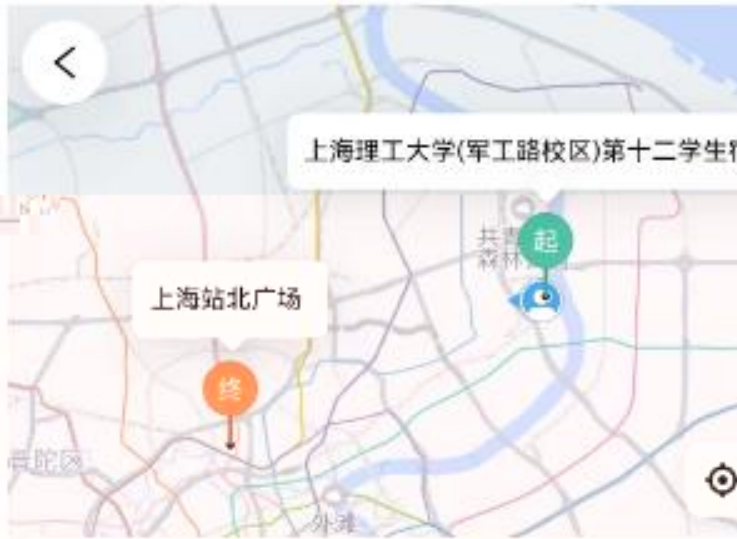 上海理工大学(军工路校区)第十二学生宿
共青
森林
起
上海站北广场
终
普陀区
外滩